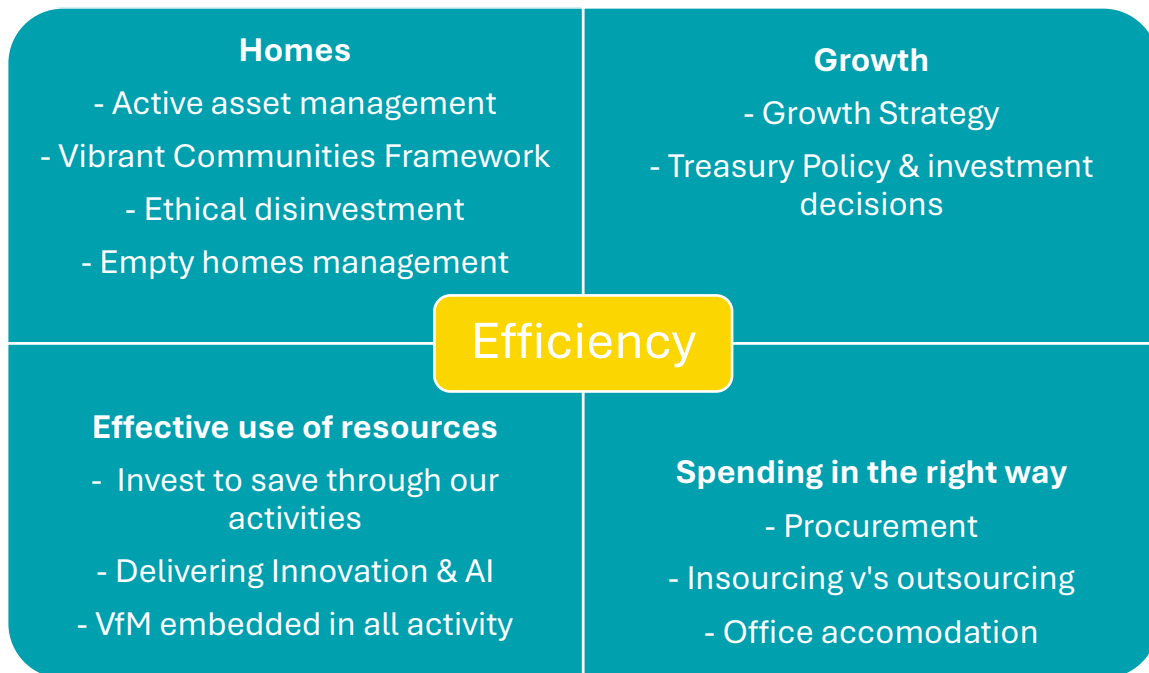 Homes
- Active asset management
- Vibrant Communities Framework
- Ethical disinvestment
- Empty homes management
Growth
- Growth Strategy
- Treasury Policy & investment
decisions
Efficiency
Effective use of resources
- Invest to save through our
activities
- Delivering Innovation & AI
- VfM embedded in all activity
Spending in the right way
- Procurement
- Insourcing v's outsourcing
- Office accomodation